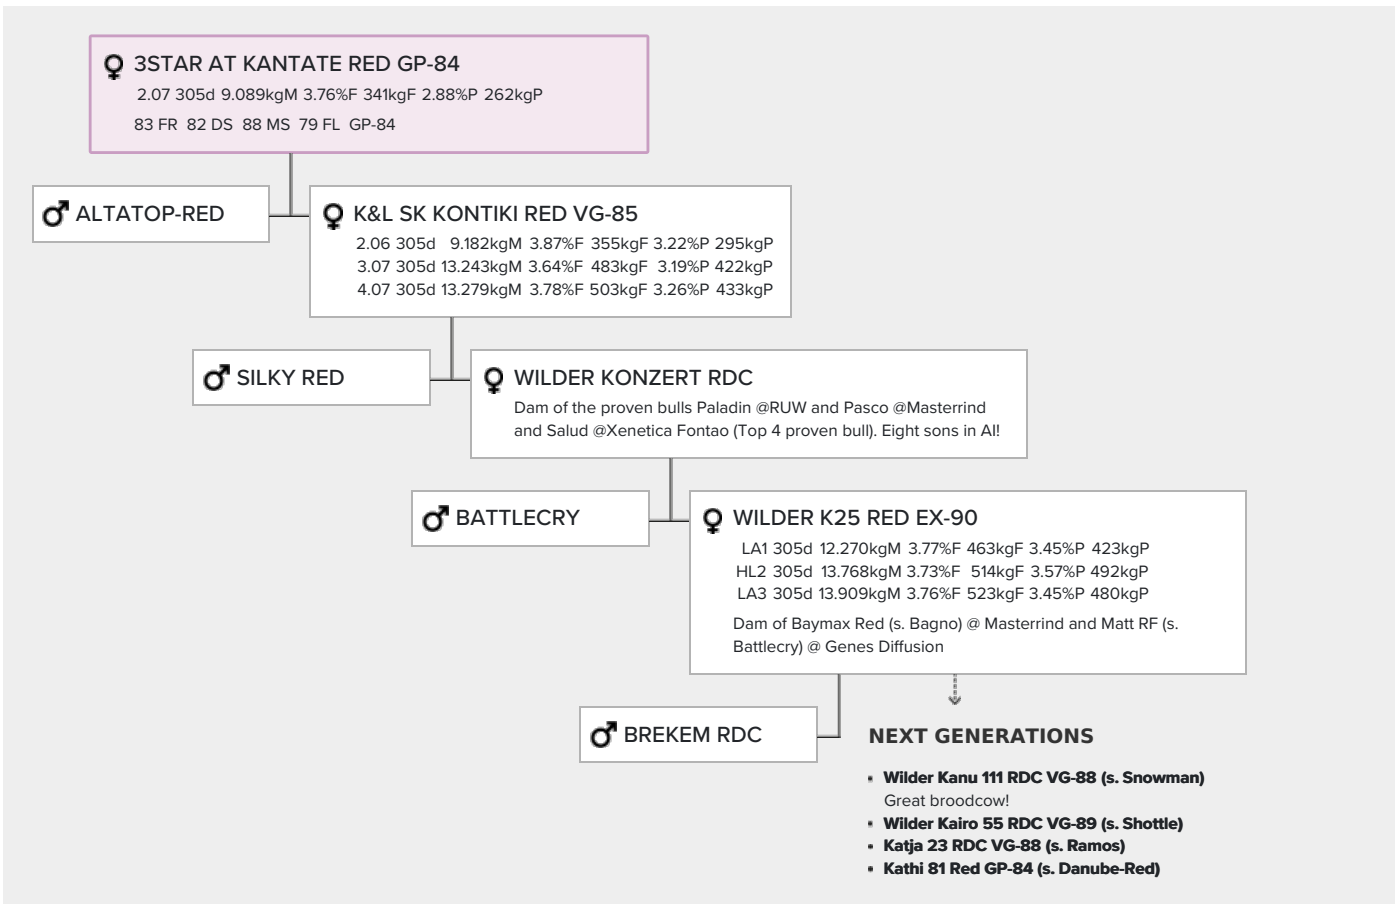 3STAR AT KANTATE RED GP-84
2.07 305d 9.089kgM 3.76%F 341kgF 2.88%P 262kgP
83 FR 82 DS 88 MS 79 FL GP-84
ALTATOP-RED
K&L SK KONTIKI RED VG-85
2.06 305d 9.182kgM 3.87%F 355kgF 3.22%P 295kgP
3.07 305d 13.243kgM 3.64%F 483kgF 3.19%P 422kgP
4.07 305d 13.279kgM 3.78%F 503kgF 3.26%P 433kgP
SILKY RED
WILDER KONZERT RDC
Dam of the proven bulls Paladin @RUW and Pasco @Masterrind
and Salud @Xenetica Fontao (Top 4 proven bull). Eight sons in AI!
BATTLECRY
WILDER K25 RED EX-90
LA1 305d 12.270kgM 3.77%F 463kgF 3.45%P 423kgP
HL2 305d 13.768kgM 3.73%F 514kgF 3.57%P 492kgP
LA3 305d 13.909kgM 3.76%F 523kgF 3.45%P 480kgP
Dam of Baymax Red (s. Bagno) @ Masterrind and Matt RF (s.
Battlecry) @ Genes Diffusion
BREKEM RDC
NEXT GENERATIONS
Wilder Kanu 111 RDC VG-88 (s. Snowman)
Great broodcow!
Wilder Kairo 55 RDC VG-89 (s. Shottle)
Katja 23 RDC VG-88 (s. Ramos)
Kathi 81 Red GP-84 (s. Danube-Red)